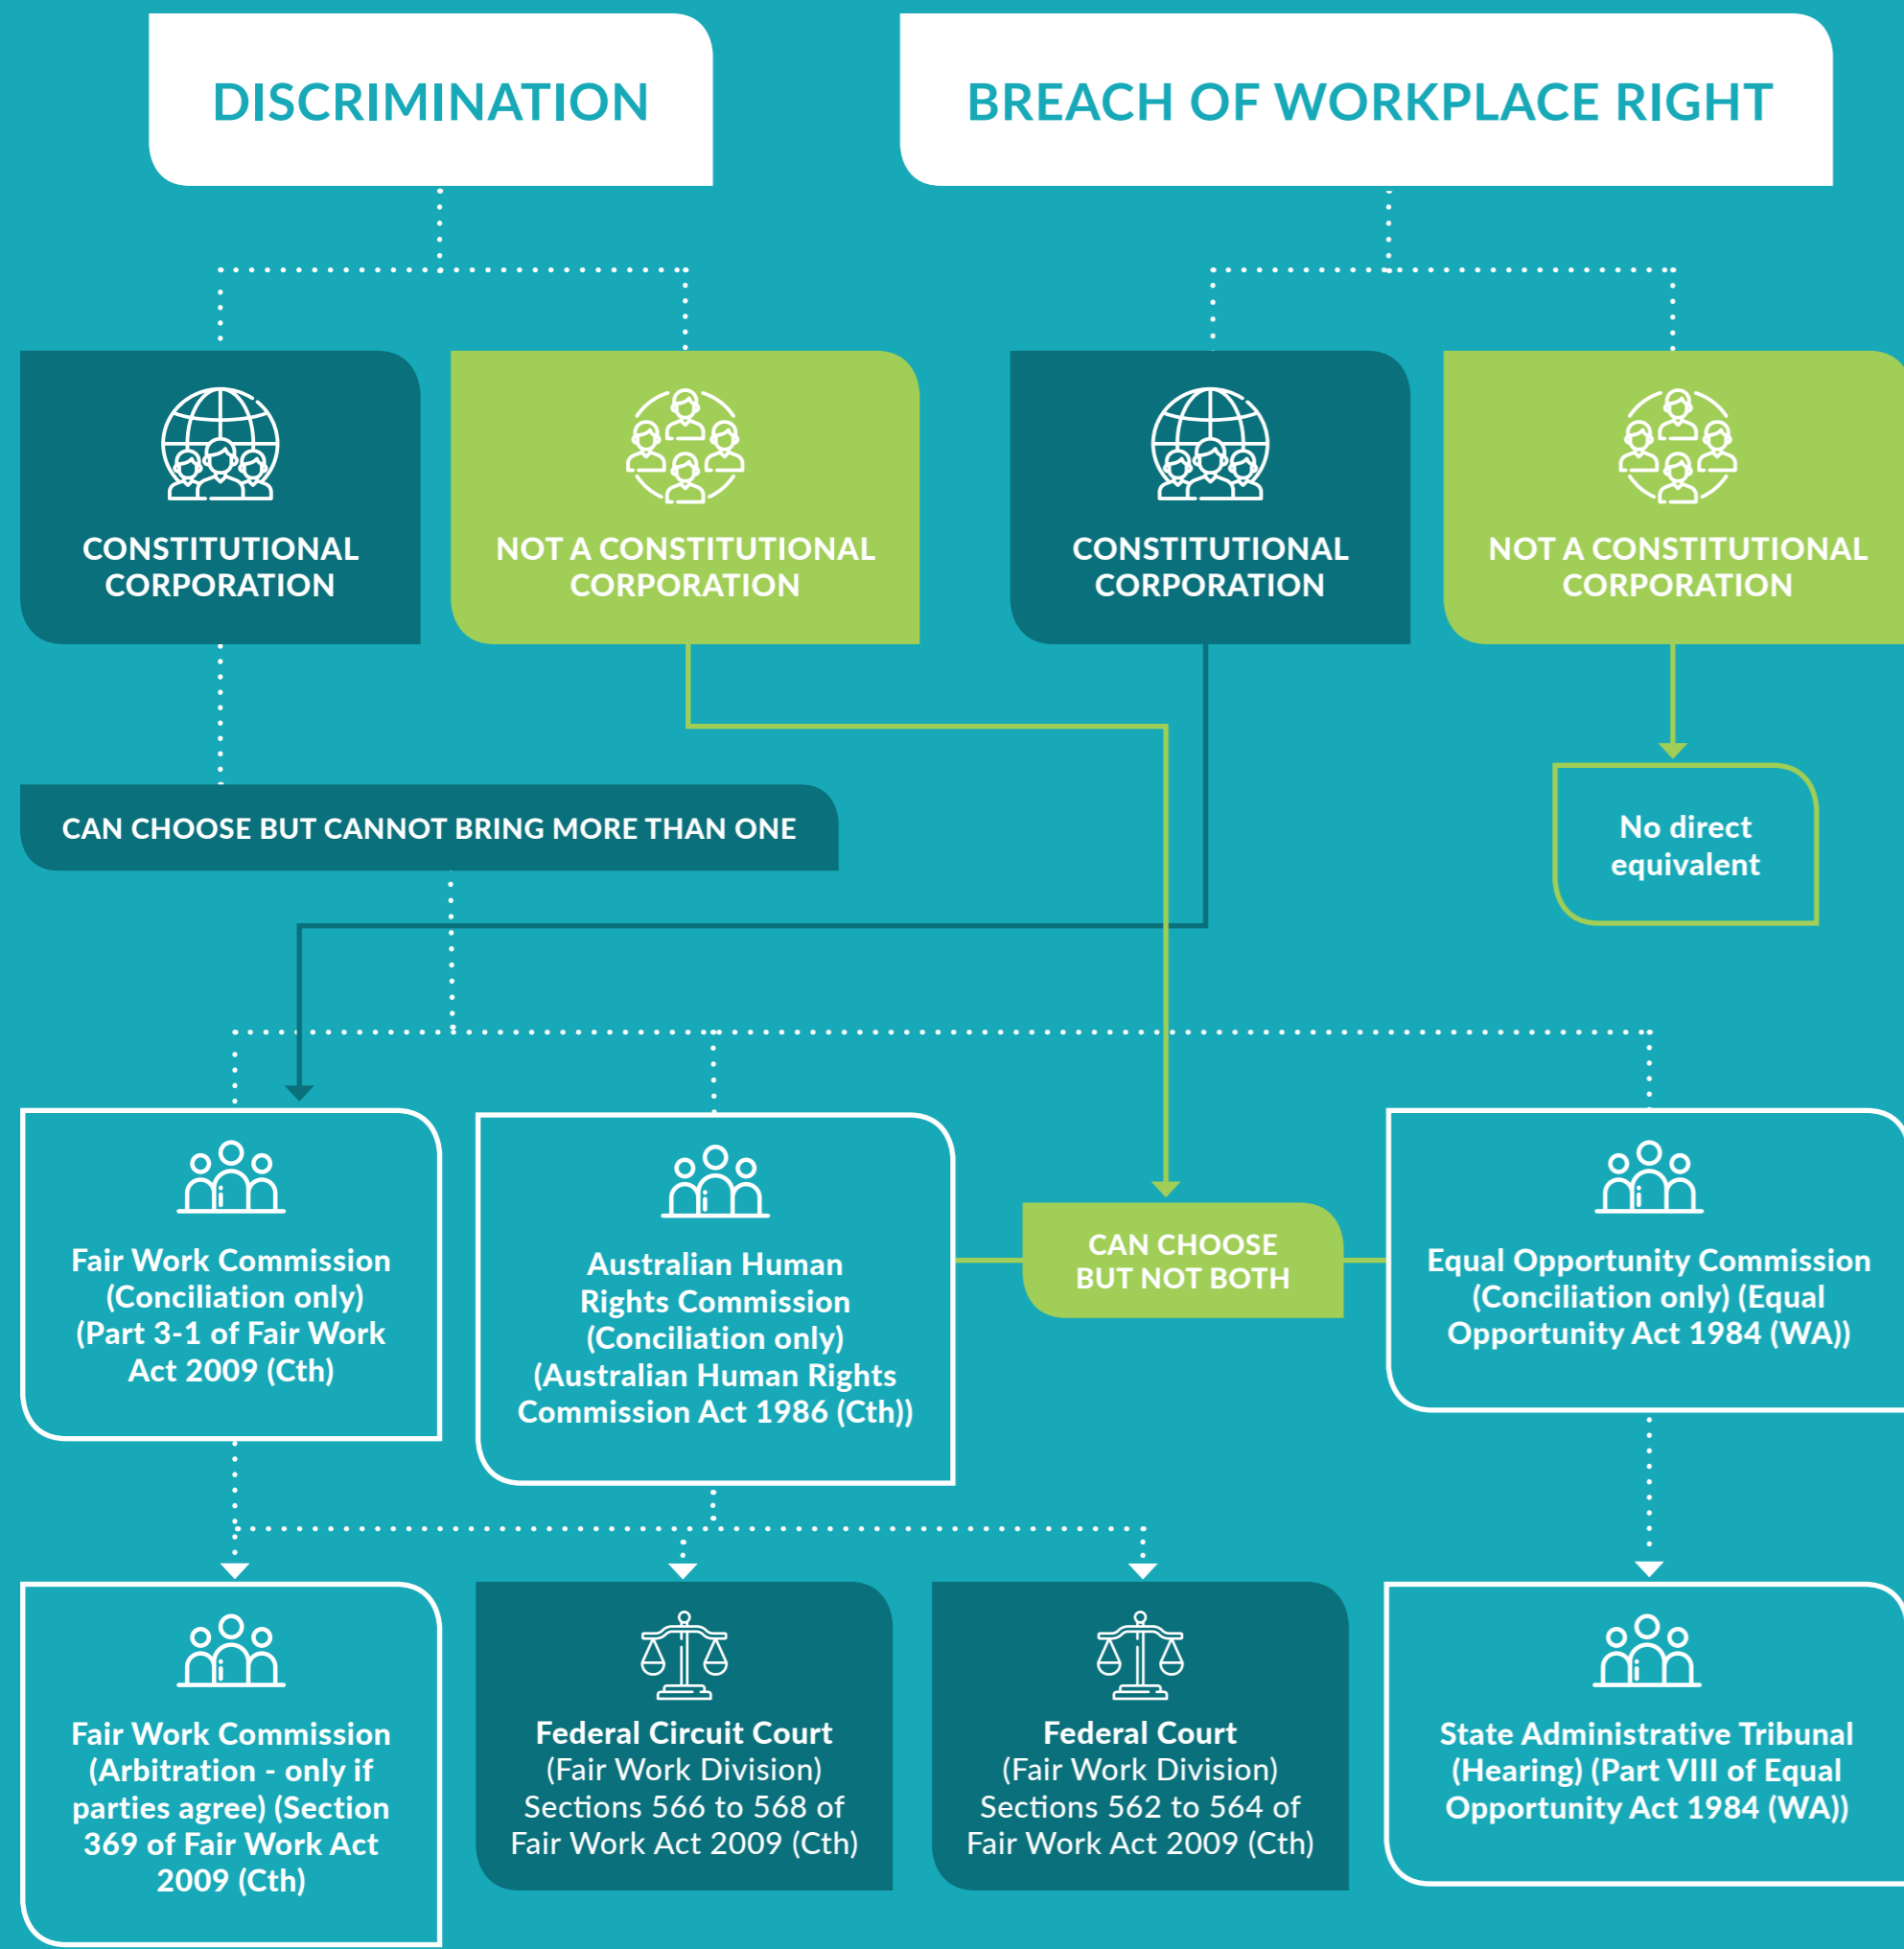 DISCRIMINATION
BREACH OF WORKPLACE RIGHT
CONSTITUTIONAL
CORPORATION
NOT A CONSTITUTIONAL
CORPORATION
CONSTITUTIONAL
CORPORATION
NOT A CONSTITUTIONAL
CORPORATION
CAN CHOOSE BUT CANNOT BRING MORE THAN ONE
No direct
equivalent
Fair Work Commission
(Conciliation only)
(Part 3-1 of Fair Work
Act 2009 (Cth)
Australian Human
Rights Commission
(Conciliation only)
(Australian Human Rights
Commission Act 1986 (Cth))
CAN CHOOSE
BUT NOT BOTH
Equal Opportunity Commission
(Conciliation only) (Equal
Opportunity Act 1984 (WA))
Fair Work Commission
(Arbitration - only if
parties agree) (Section
369 of Fair Work Act
2009 (Cth)
Federal Circuit Court
(Fair Work Division)
Sections 566 to 568 of
Fair Work Act 2009 (Cth)
Federal Court
(Fair Work Division)
Sections 562 to 564 of
Fair Work Act 2009 (Cth)
State Administrative Tribunal
(Hearing) (Part VIII of Equal
Opportunity Act 1984 (WA))